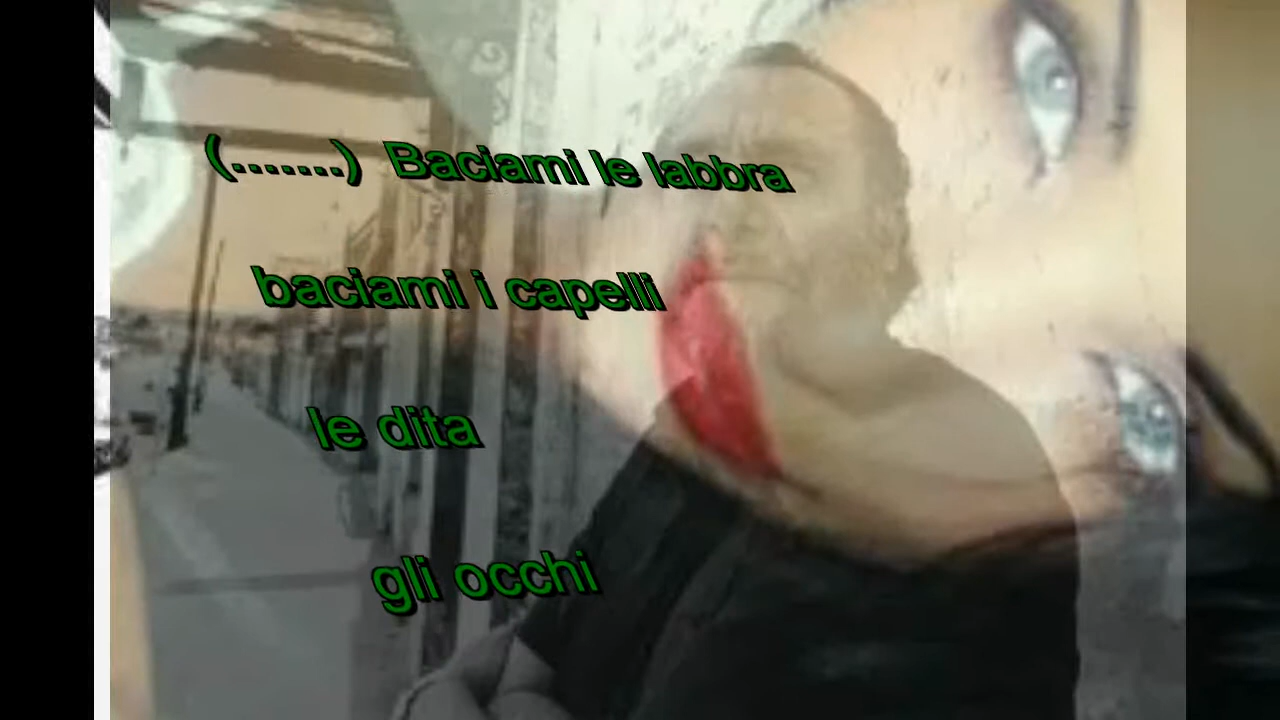 (.......) Baciami le labbra
baciami i capelli
le dita
gli occhi